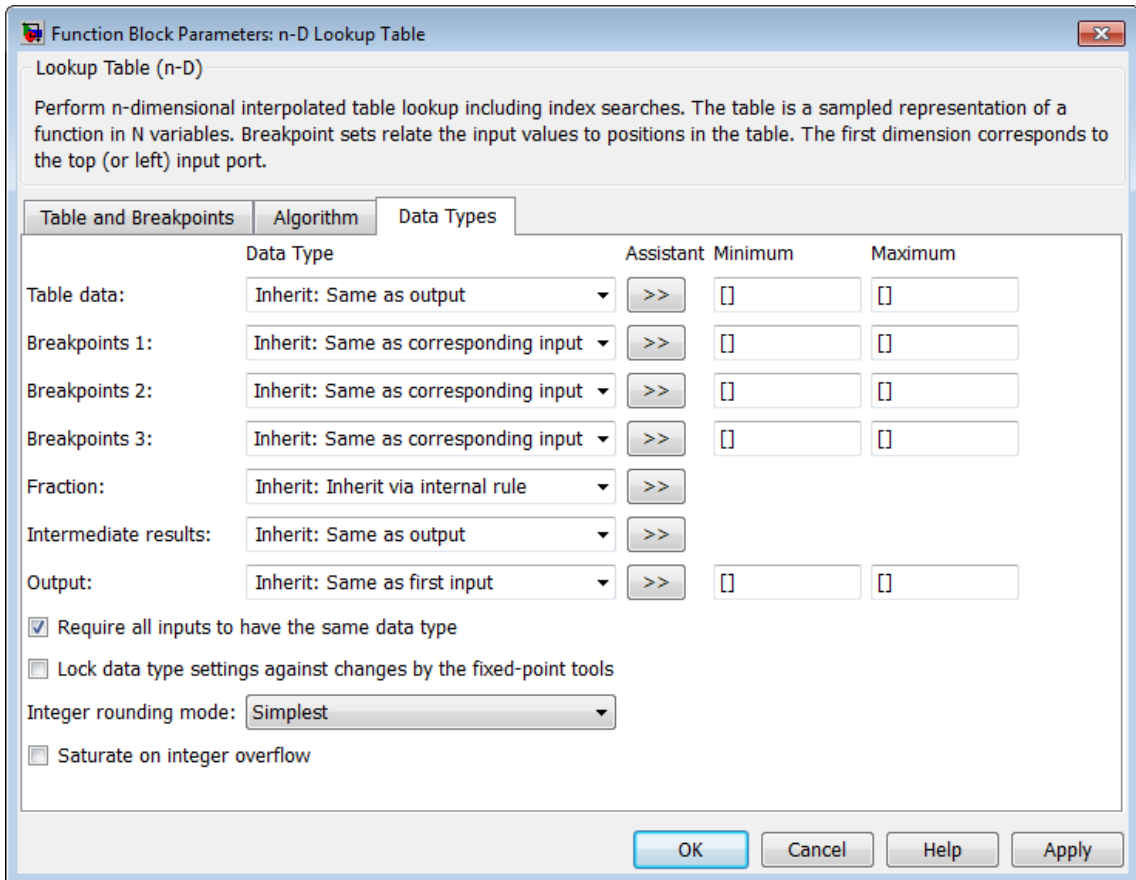 Function Block Parameters: n-D Lookup Table
Lookup Table (n-D)
Perform n-dimensional interpolated table lookup including index searches. The table is a sampled representation of a
function in N variables. Breakpoint sets relate the input values to positions in the table. The first dimension corresponds to
the top (or left) input port.
Table and Breakpoints Algorithm Data Types
Data Type Assistant Minimum Maximum
Table data: Inherit: Same as output >> [] []
Breakpoints 1: Inherit: Same as corresponding input >> [] []
Breakpoints 2: Inherit: Same as corresponding input >> [] []
Breakpoints 3: Inherit: Same as corresponding input >> [] []
Fraction: Inherit: Inherit via internal rule >>
Intermediate results: Inherit: Same as output >>
Output: Inherit: Same as first input >> [] []
Require all inputs to have the same data type
Lock data type settings against changes by the fixed-point tools
Integer rounding mode: Simplest
Saturate on integer overflow
OK Cancel Help Apply